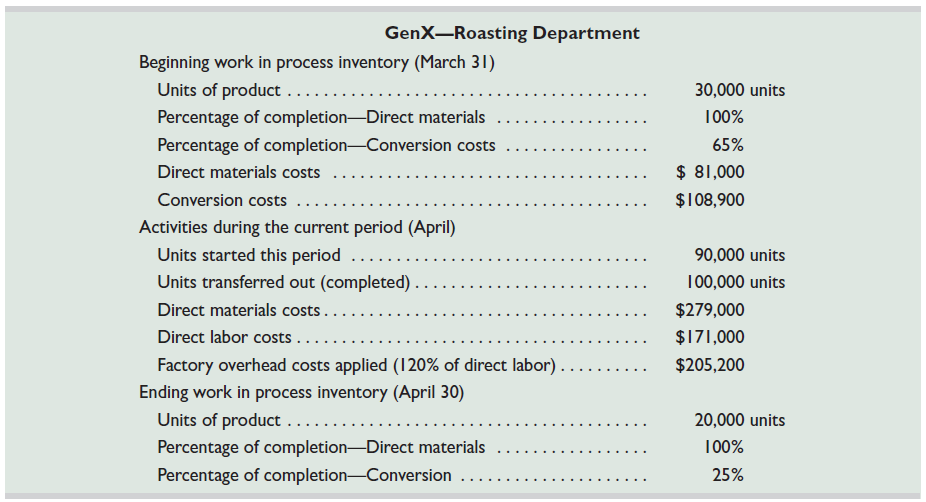 GenX—Roasting Department
Beginning work in process inventory (March 31)
Units of product . . . . . . . . . . . . . . . . . . . . . . . . . . . . . . . . . . . . . . . . 30,000 units
Percentage of completion—Direct materials . . . . . . . . . . . . . . . . . 100%
Percentage of completion—Conversion costs . . . . . . . . . . . . . . . . 65%
Direct materials costs . . . . . . . . . . . . . . . . . . . . . . . . . . . . . . . . . . . $ 81,000
Conversion costs . . . . . . . . . . . . . . . . . . . . . . . . . . . . . . . . . . . . . . . $108,900
Activities during the current period (April)
Units started this period . . . . . . . . . . . . . . . . . . . . . . . . . . . . . . . . . 90,000 units
Units transferred out (completed) . . . . . . . . . . . . . . . . . . . . . . . . . . 100,000 units
Direct materials costs . . . . . . . . . . . . . . . . . . . . . . . . . . . . . . . . . . . . $279,000
Direct labor costs . . . . . . . . . . . . . . . . . . . . . . . . . . . . . . . . . . . . . . . $171,000
Factory overhead costs applied (120% of direct labor) . . . . . . . . . . $205,200
Ending work in process inventory (April 30)
Units of product . . . . . . . . . . . . . . . . . . . . . . . . . . . . . . . . . . . . . . . . 20,000 units
Percentage of completion—Direct materials . . . . . . . . . . . . . . . . . 100%
Percentage of completion—Conversion . . . . . . . . . . . . . . . . . . . . . 25%